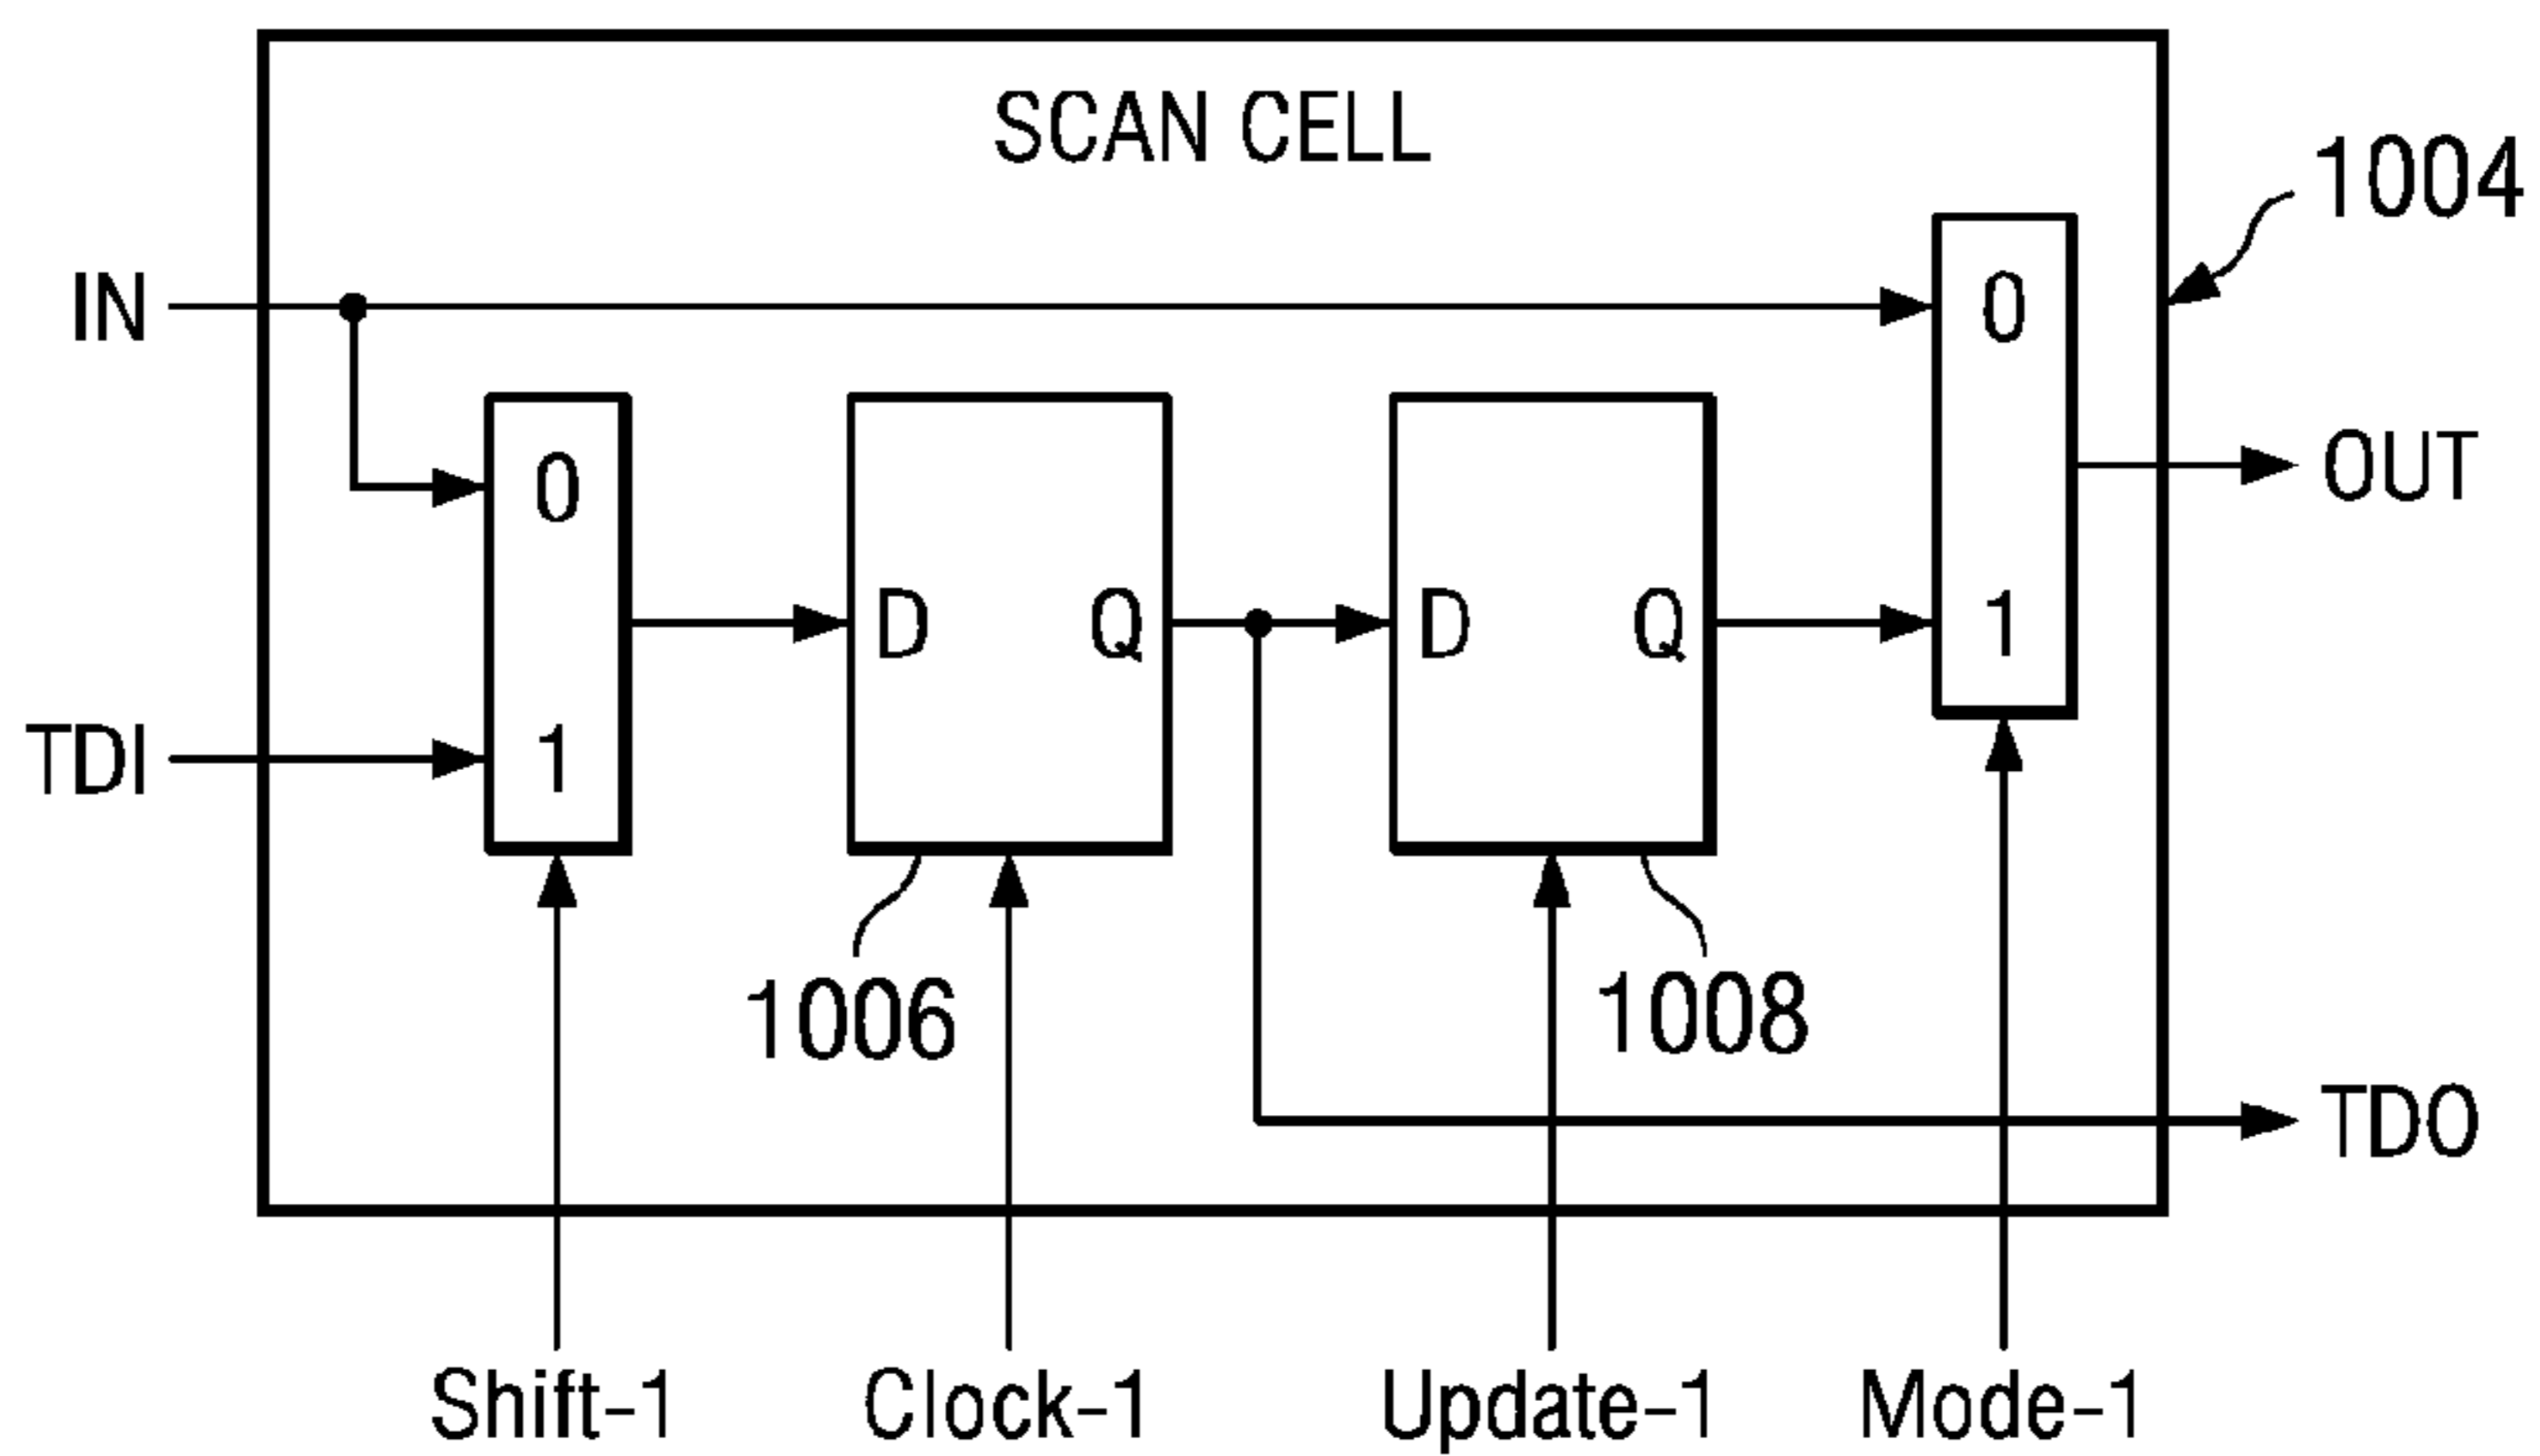 SCAN CELL
1004
IN
0
0
OUT
D
Q
D
Q
1
TDI
1
1006
1008
TDO
Shift-1
Clock-1
Update-1
Mode-1